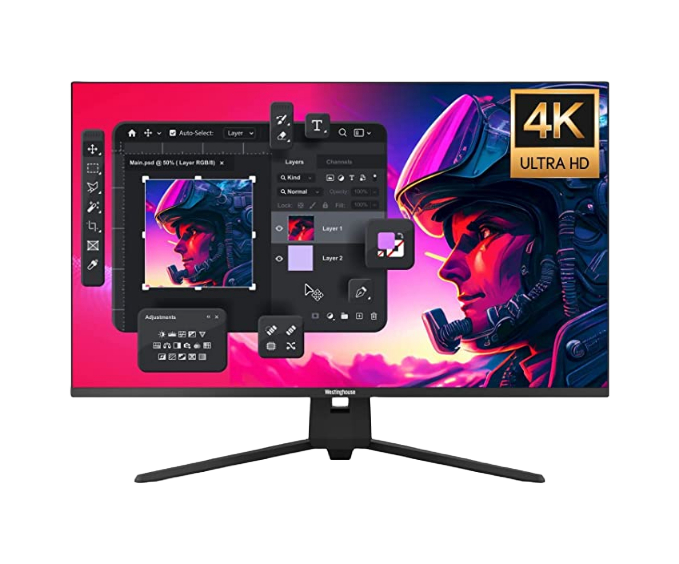 4K
ULTRA HD
T
Auto-Select:
Layer
Main.psd @ 50% ( Layer RGB/8) ×
Layers
Channels
Kind
T
Normal
Opacity: 100%
Lock:
Fill: 100%
Layer 1
Layer 2
Adjustments
Westinghouse